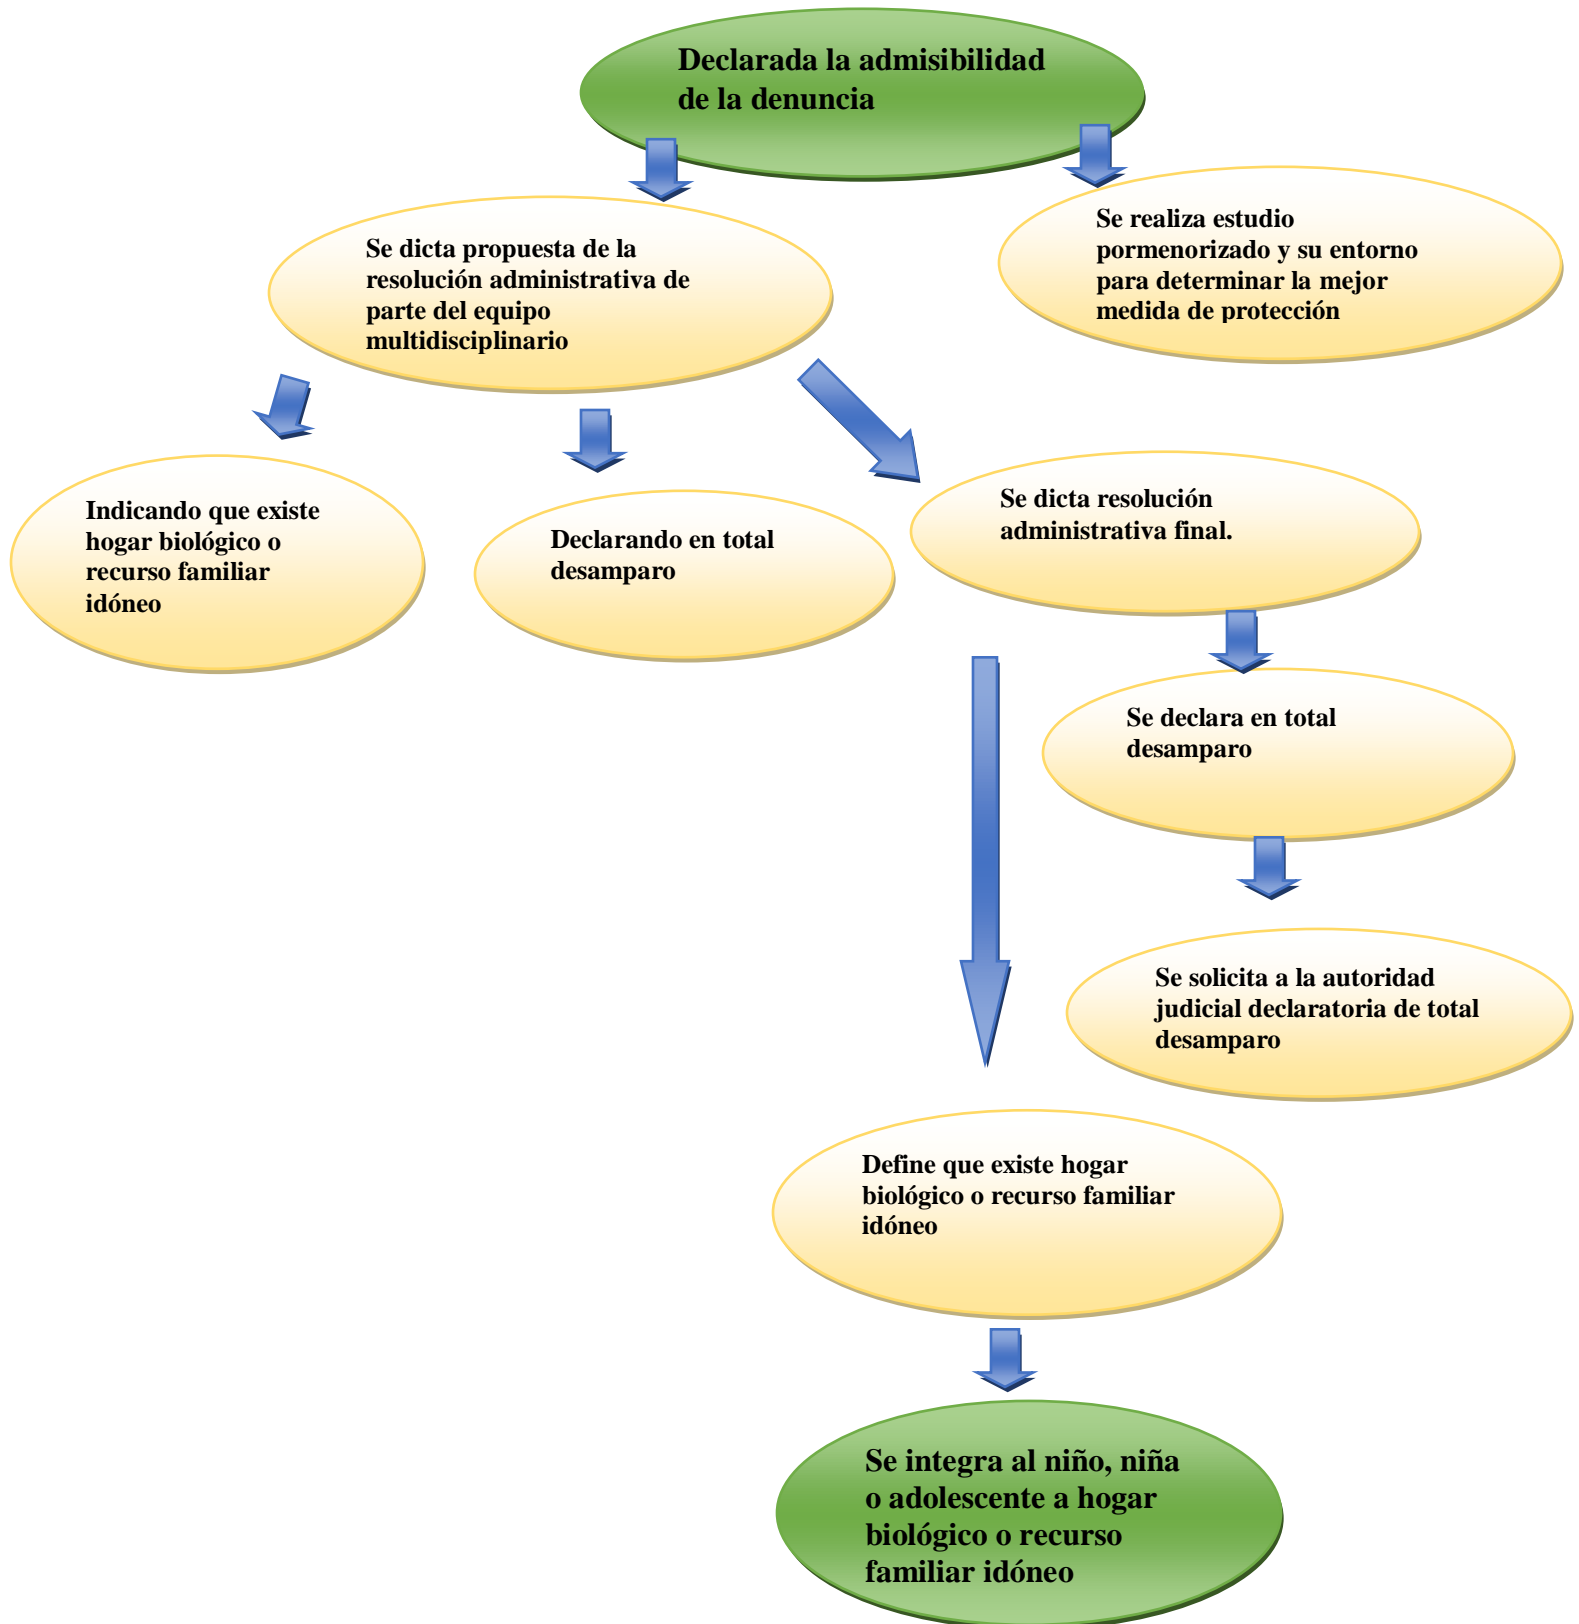 Declarada la admisibilidad
de la denuncia
Se dicta propuesta de la
resolución administrativa de
parte del equipo
multidisciplinario
Se realiza estudio
pormenorizado y su entorno
para determinar la mejor
medida de protección
Indicando que existe
hogar biológico o
recurso familiar
idóneo
Declarando en total
desamparo
Se dicta resolución
administrativa final.
Se declara en total
desamparo
Se solicita a la autoridad
judicial declaratoria de total
desamparo
Define que existe hogar
biológico o recurso familiar
idóneo
Se integra al niño, niña
o adolescente a hogar
biológico o recurso
familiar idóneo